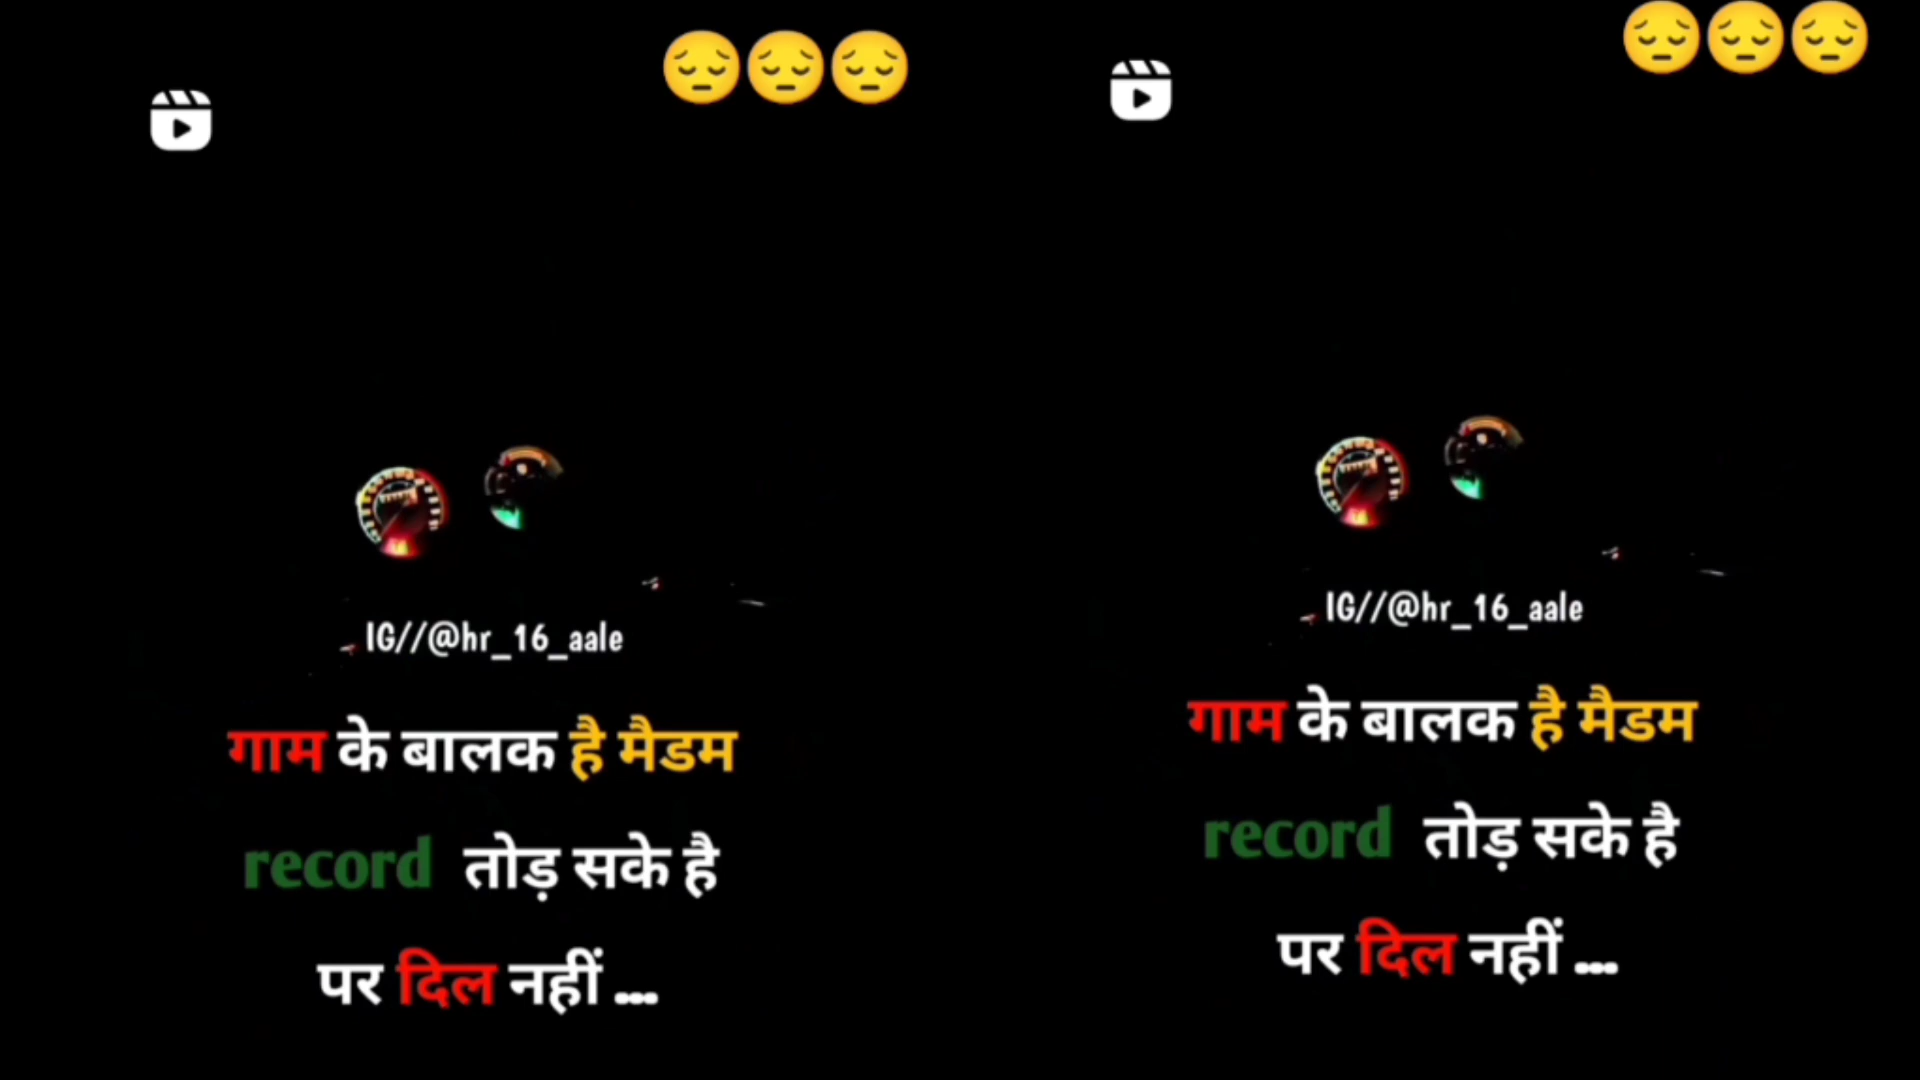 😔😔😔
IG//@hr_16_aale
गाम के बालक है मैडम
record तोड़ सके है
पर दिल नहीं ...
😔😔😔
IG//@hr_16_aale
गाम के बालक है मैडम
record तोड़ सके है
पर दिल नहीं ...